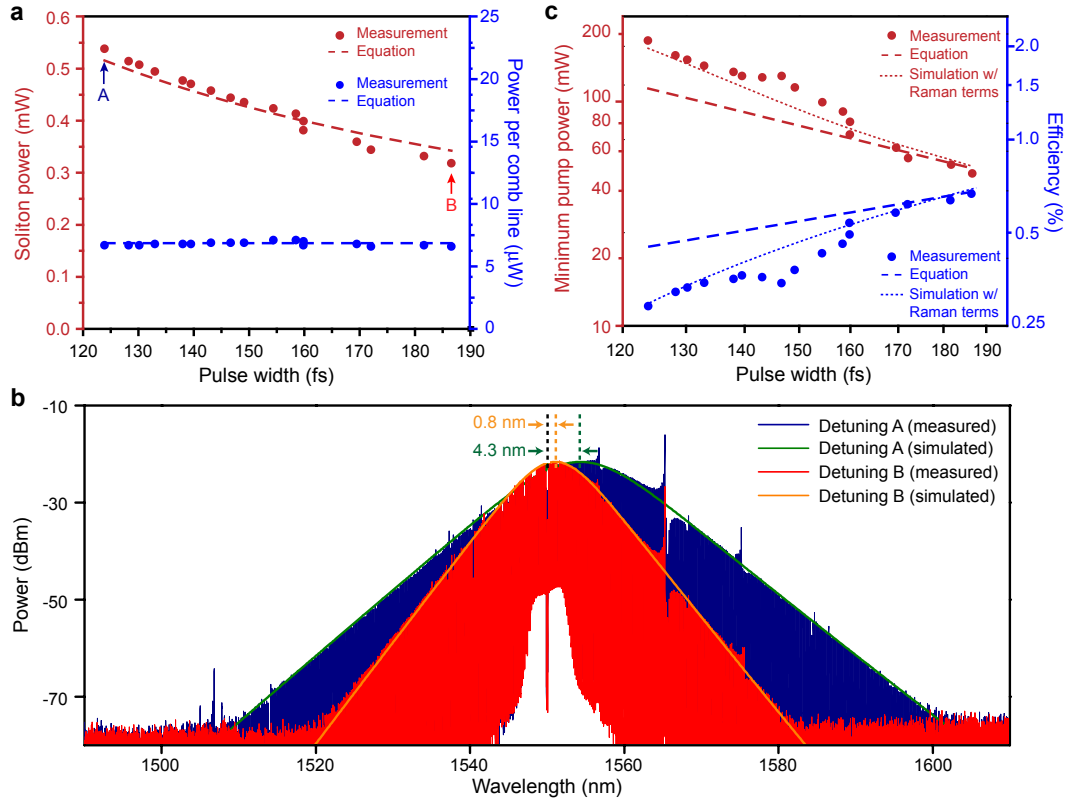 a
0.6
0.5
0.4
0.3
0.2
0.1
0.0
Soliton power (mW)
25
20
15
10
5
0
Power per comb line (μW)
Measurement
Equation
Measurement
Equation
A
B
120
130
140
150
160
170
180
190
Pulse width (fs)
c
200
100
80
60
40
20
10
Minimum pump power (mW)
2.0
1.5
1.0
0.5
0.25
Efficiency (%)
Measurement
Equation
Simulation w/
Raman terms
Measurement
Equation
Simulation w/
Raman terms
120
130
140
150
160
170
180
190
Pulse width (fs)
b
-10
-30
-50
-70
Power (dBm)
0.8 nm
4.3 nm
Detuning A (measured)
Detuning A (simulated)
Detuning B (measured)
Detuning B (simulated)
1500
1520
1540
1560
1580
1600
Wavelength (nm)